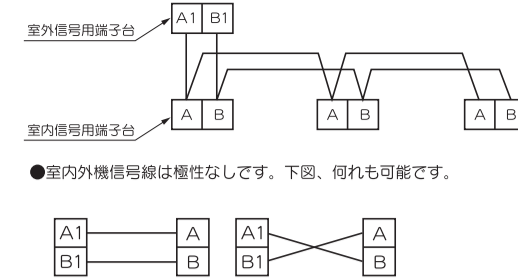 室外信号用端子台
A1 B1
室内信号用端子台
A B
A B
A B
●室内外機信号線は極性なしです。下図、何れも可能です。
A1 A
B1 B
A1 A
B1 B